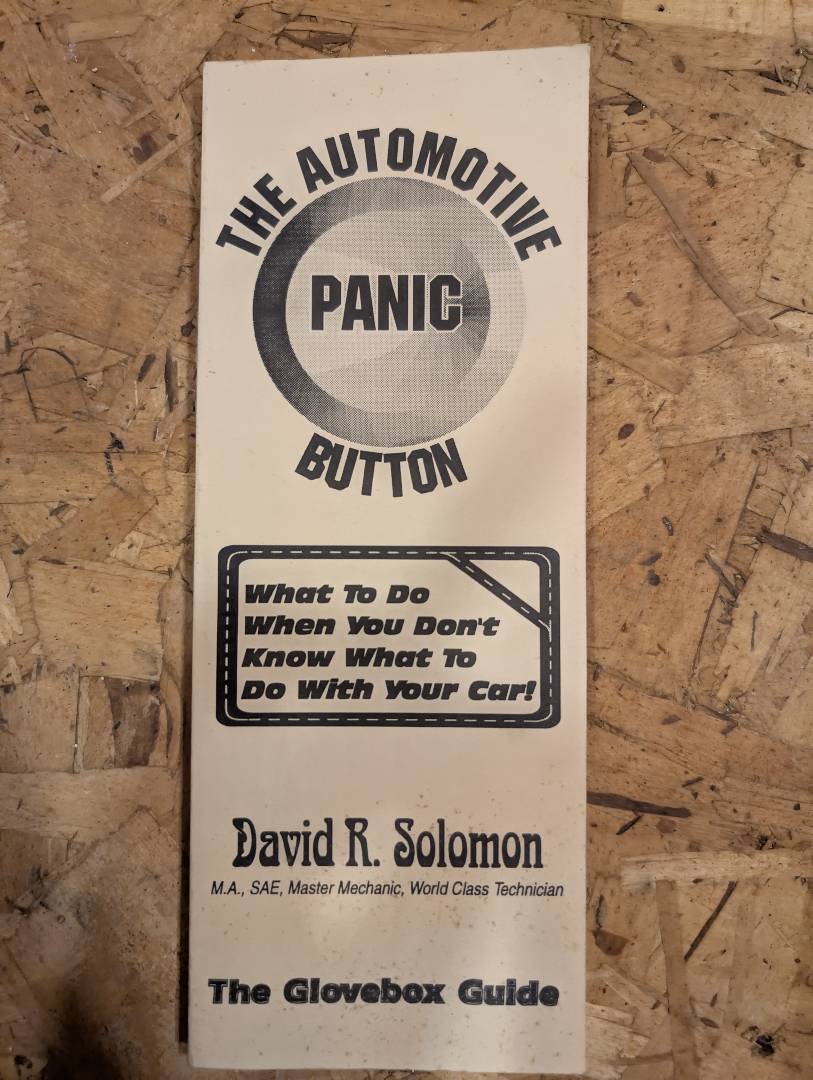 THE AUTOMOTIVE
PANIC
BUTTON
What To Do
When You Don't
Know What To
Do With Your Car!
David R. Solomon
M.A., SAE, Master Mechanic, World Class Technician
The Glovebox Guide